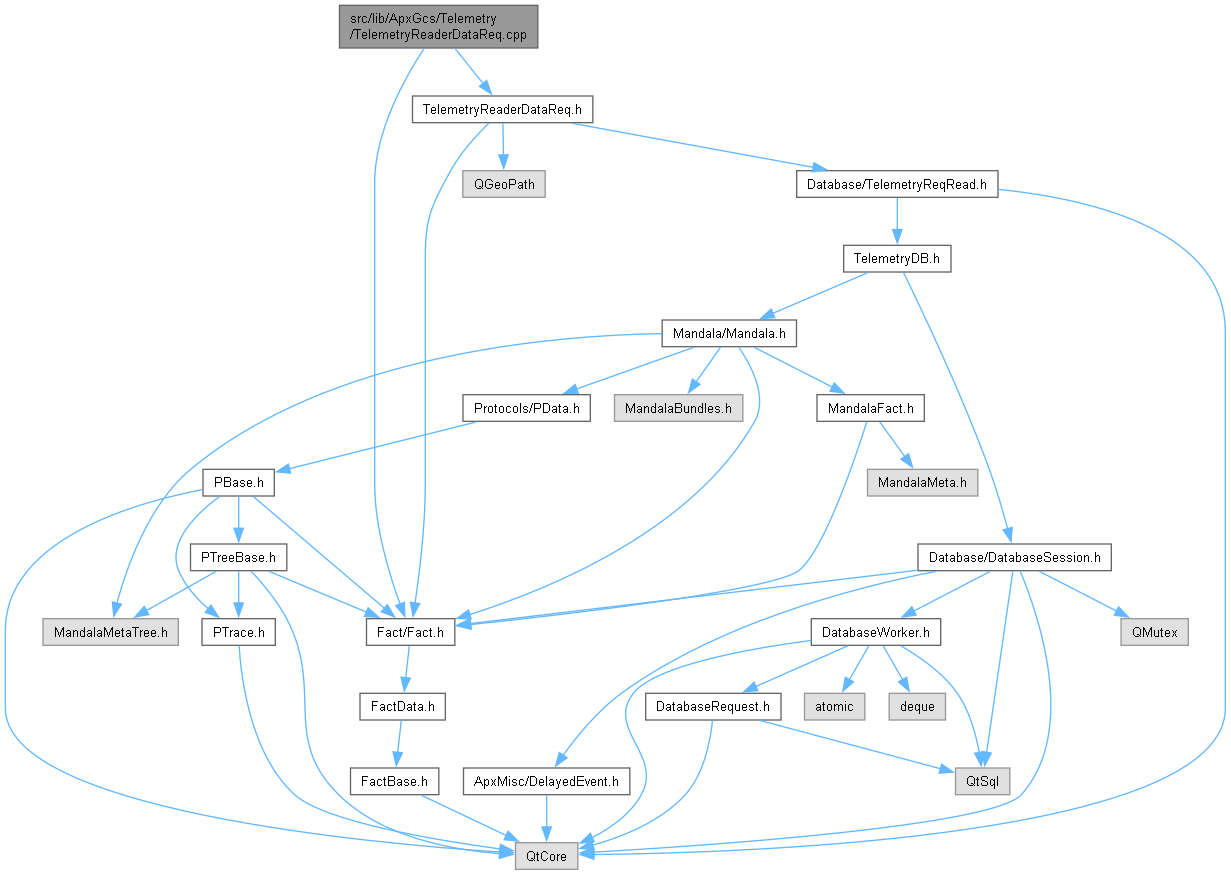 src/lib/ApxGcs/Telemetry
/TelemetryReaderDataReq.cpp
TelemetryReaderDataReq.h
QGeoPath
Database/TelemetryReqRead.h
TelemetryDB.h
Mandala/Mandala.h
Protocols/PData.h
MandalaBundles.h
MandalaFact.h
PBase.h
MandalaMeta.h
PTreeBase.h
Database/DatabaseSession.h
MandalaMetaTree.h
PTrace.h
Fact/Fact.h
DatabaseWorker.h
QMutex
FactData.h
DatabaseRequest.h
atomic
deque
FactBase.h
ApxMisc/DelayedEvent.h
QtSql
QtCore